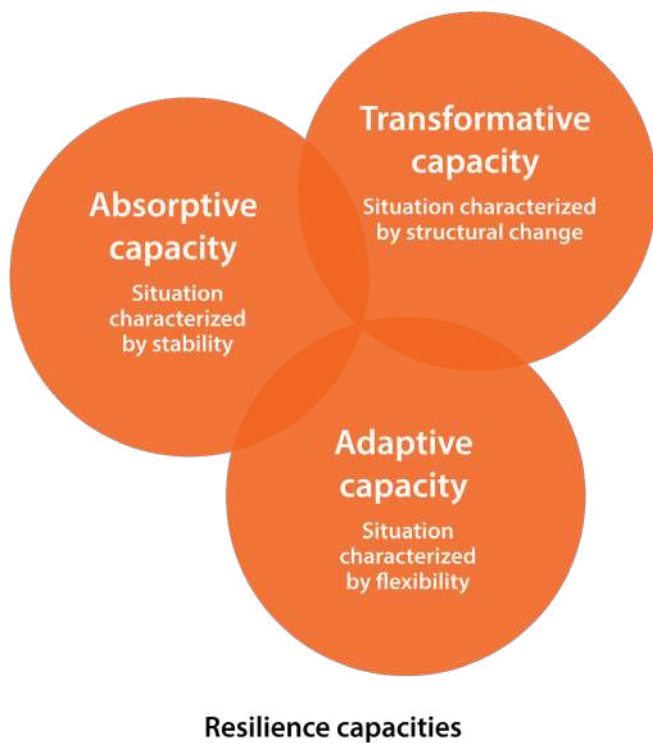 Transformative
capacity
Situation characterized
by structural change
Absorptive
capacity
Situation
characterized
by stability
Adaptive
capacity
Situation
characterized
by flexibility
Resilience capacities